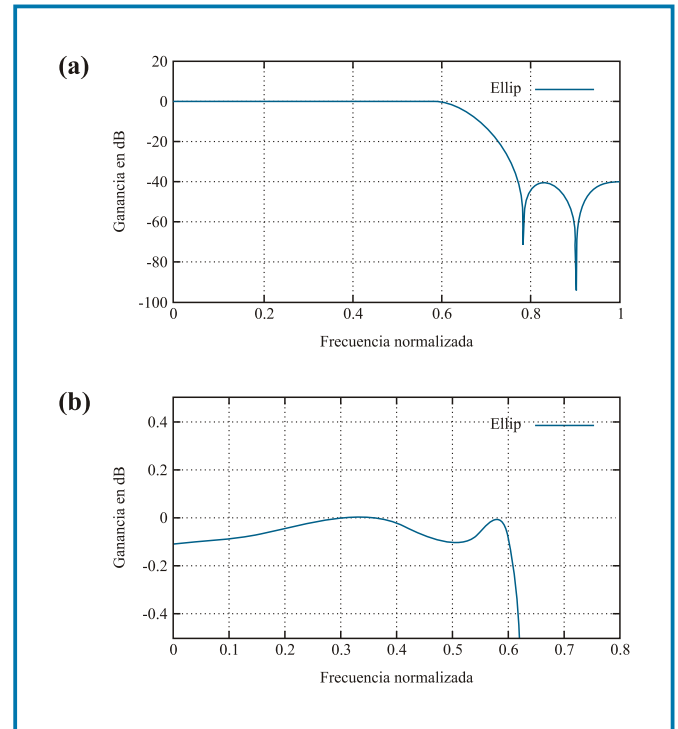 (a)
20
0
-20
-40
-60
-80
-100
Ganancia en dB
Ellip
0 0.2 0.4 0.6 0.8 1
Frecuencia normalizada
(b)
0.4
0.2
0
-0.2
-0.4
Ganancia en dB
Ellip
0 0.1 0.2 0.3 0.4 0.5 0.6 0.7 0.8
Frecuencia normalizada